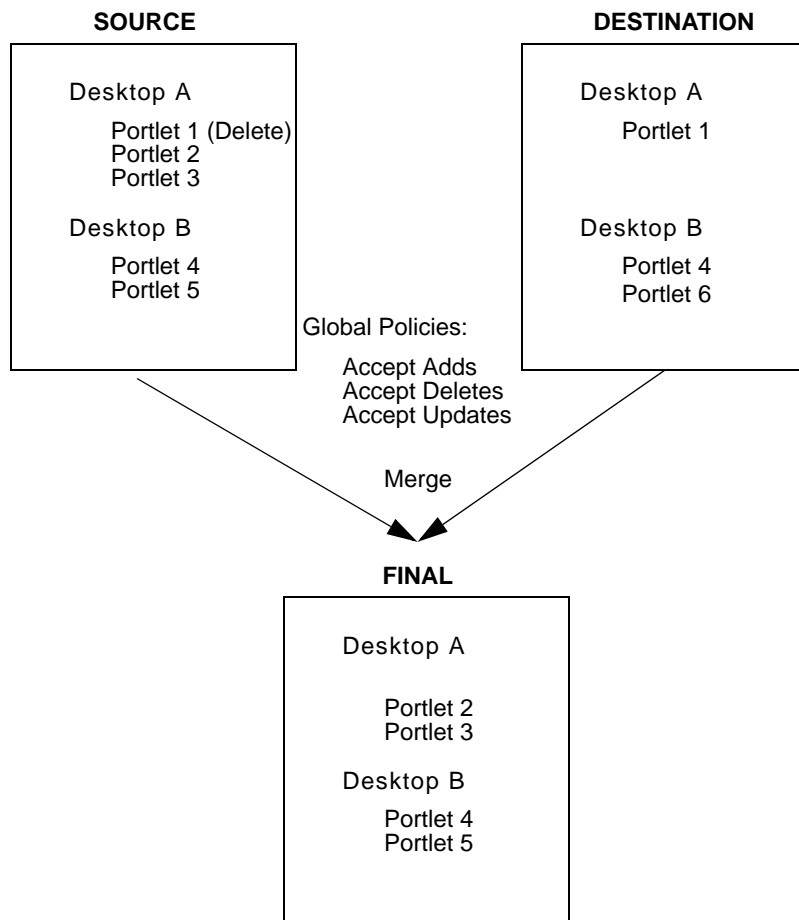 SOURCE
Desktop A
Portlet 1 (Delete)
Portlet 2
Portlet 3
Desktop B
Portlet 4
Portlet 5
DESTINATION
Desktop A
Portlet 1
Desktop B
Portlet 4
Portlet 6
Global Policies:
Accept Adds
Accept Deletes
Accept Updates
Merge
FINAL
Desktop A
Portlet 2
Portlet 3
Desktop B
Portlet 4
Portlet 5